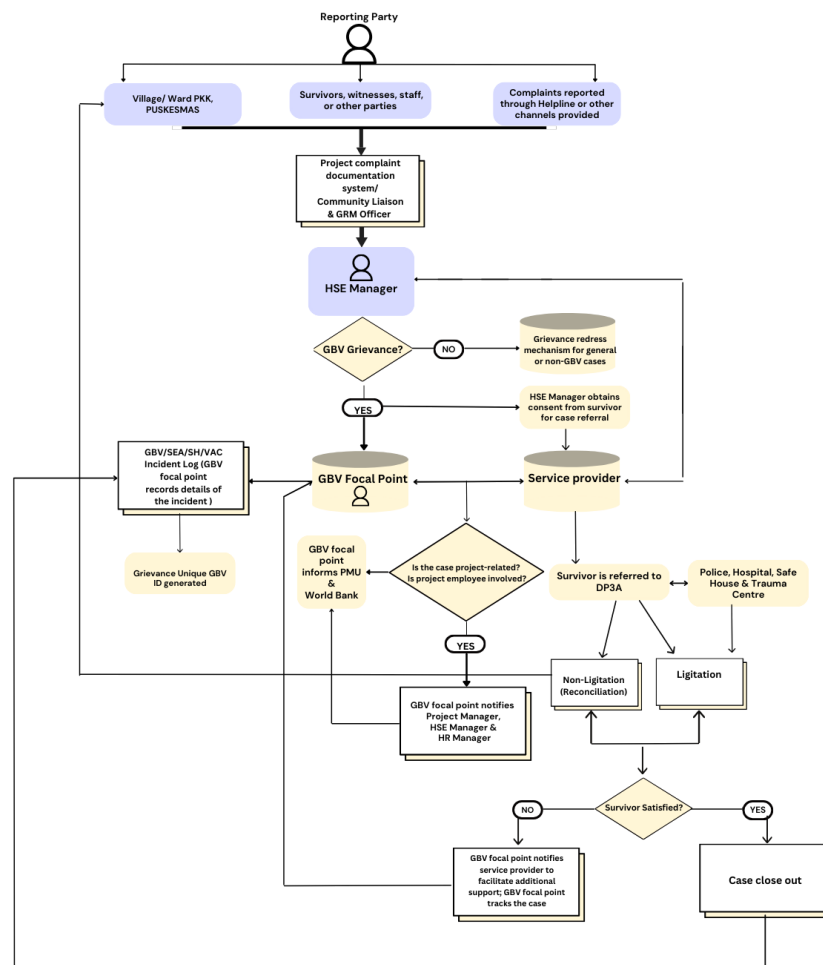 Reporting Party
Village/ Ward PKK,
PUSKESMAS
Survivors, witnesses, staff,
or other parties
Complaints reported
through Helpline or other
channels provided
Project complaint
documentation
system/
Community Liaison
& GRM Officer
HSE Manager
GBV Grievance?
NO
Grievance redress
mechanism for general
or non-GBV cases
YES
HSE Manager obtains
consent from survivor
for case referral
GBV/SEA/SH/VAC
Incident Log (GBV
focal point
records details of
the incident )
GBV Focal Point
Service provider
Grievance Unique GBV
ID generated
GBV focal
point
informs PMU
&
World Bank
Is the case project-related?
Is project employee involved?
Survivor is referred to
DP3A
Police, Hospital, Safe
House & Trauma
Centre
YES
Non-Ligitation
(Reconciliation)
Ligitation
GBV focal point notifies
Project Manager,
HSE Manager &
HR Manager
Survivor Satisfied?
NO
YES
GBV focal point notifies
service provider to
facilitate additional
support; GBV focal point
tracks the case
Case close out